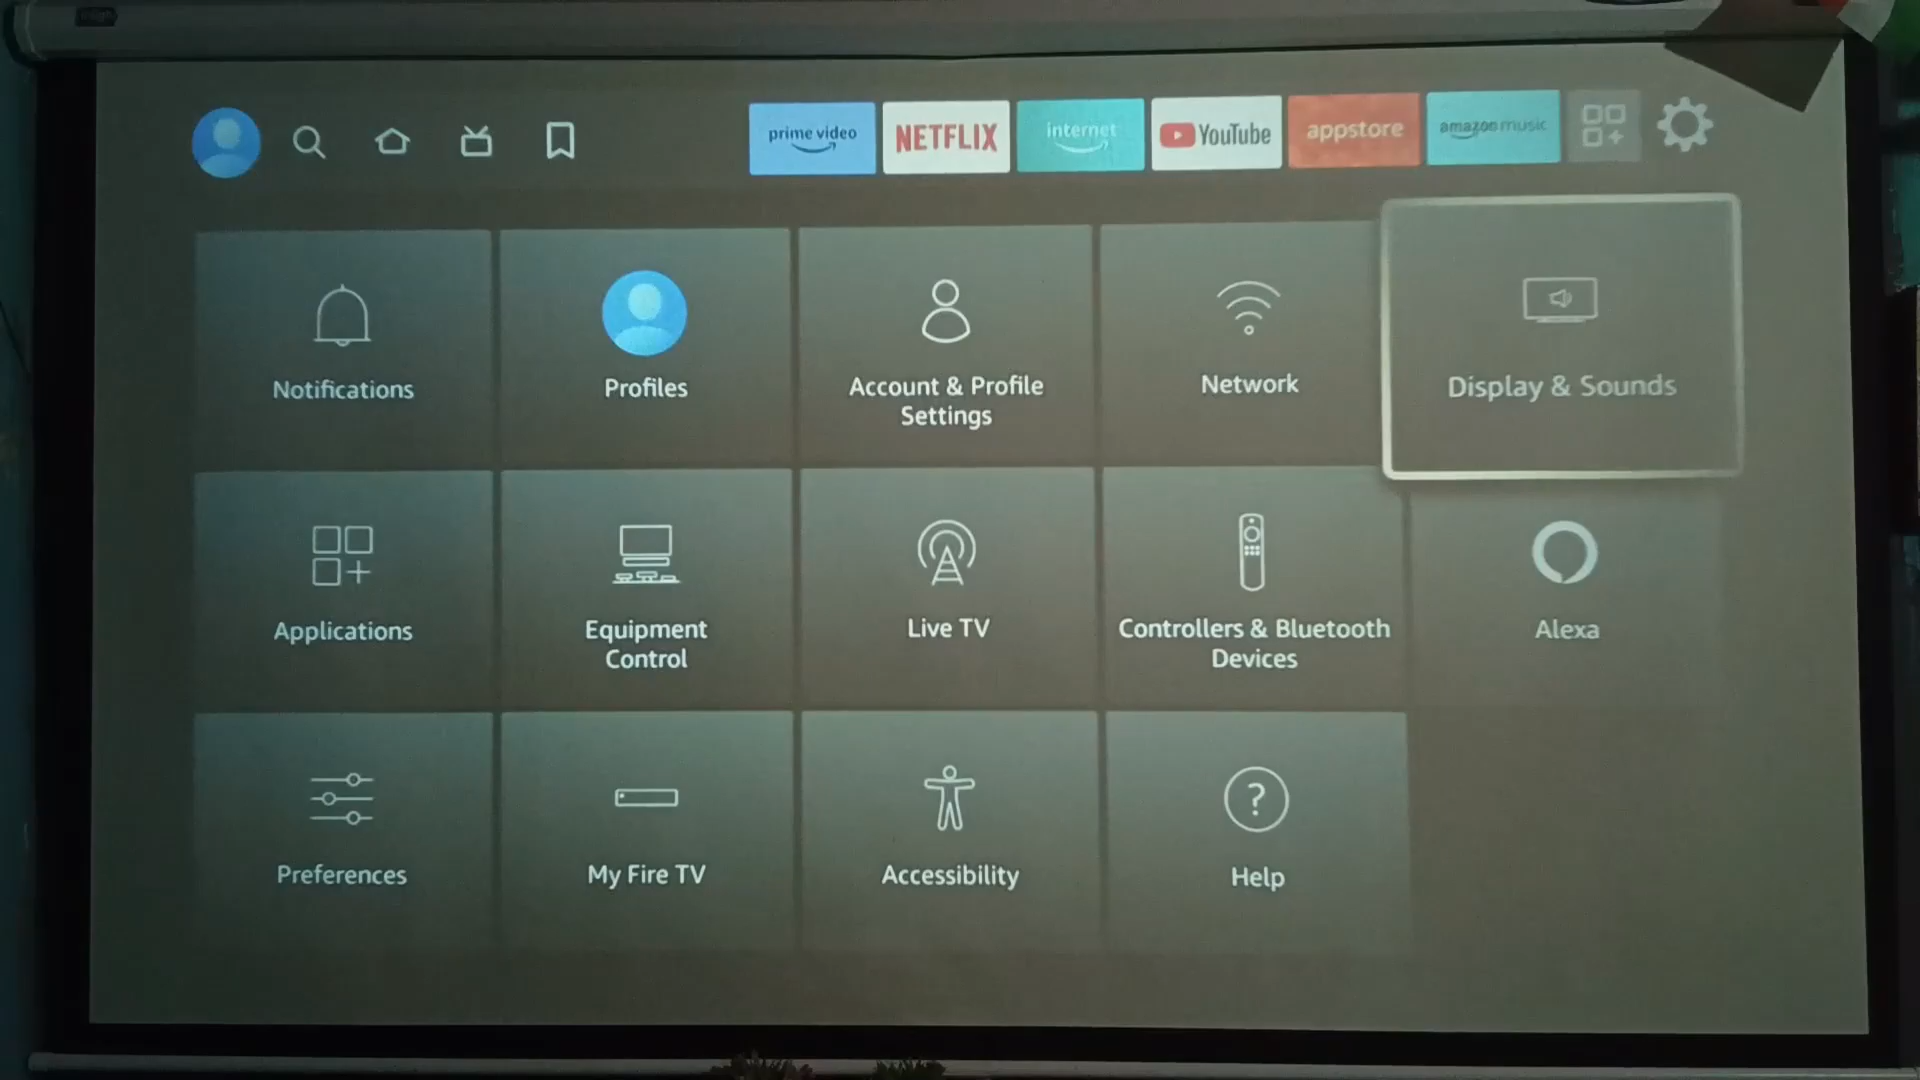 prime video
NETFLIX
internet
YouTube
appstore
amazon music
Notifications
Profiles
Account & Profile
Settings
Network
Display & Sounds
Applications
Equipment
Control
Live TV
Controllers & Bluetooth
Devices
Alexa
Preferences
My Fire TV
Accessibility
?
Help